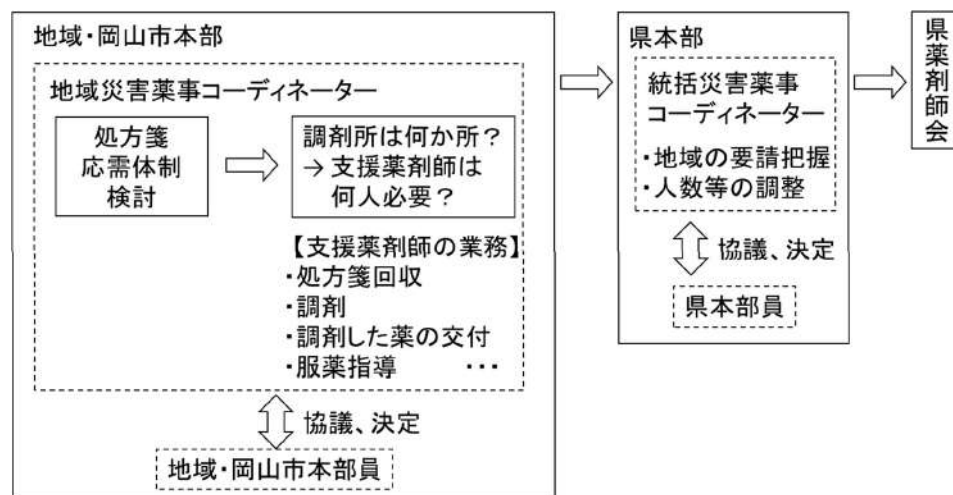 地域・岡山市本部
地域災害薬事コーディネーター
処方箋
応需体制
検討
調剤所は何か所？
→ 支援薬剤師は
何人必要？
【支援薬剤師の業務】
・処方箋回収
・調剤
・調剤した薬の交付
・服薬指導　　・・・
協議、決定
地域・岡山市本部員
県本部
統括災害薬事
コーディネーター
・地域の要請把握
・人数等の調整
協議、決定
県本部員
県薬剤師会